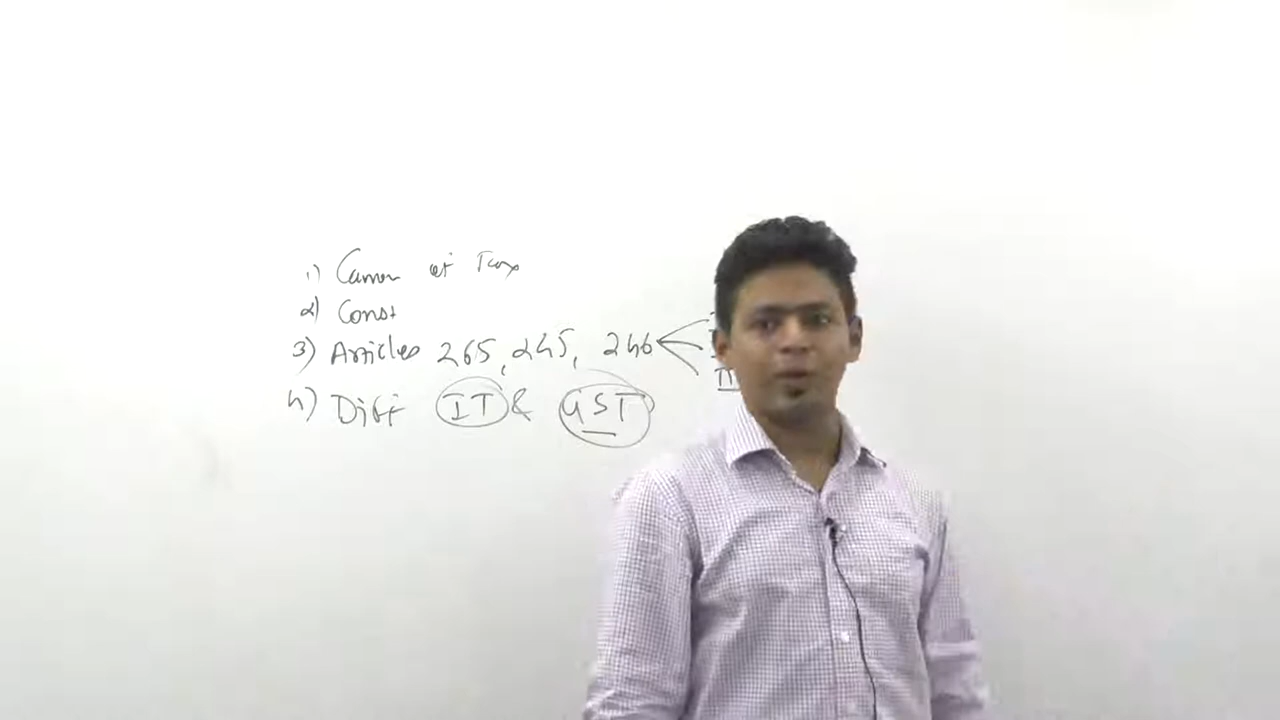 1) Canon of Tax
2) Const
3) Articles 265, 245, 246
4) Diff IT & GST